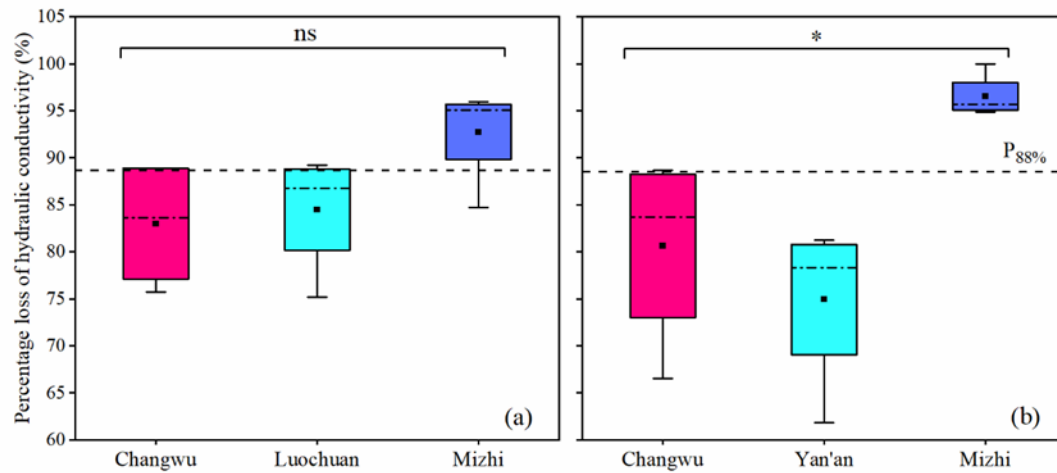 Percentage loss of hydraulic conductivity (%)
105
100
95
90
85
80
75
70
65
60
ns
(a)
Changwu Luochuan Mizhi
*
P88%
(b)
Changwu Yan'an Mizhi